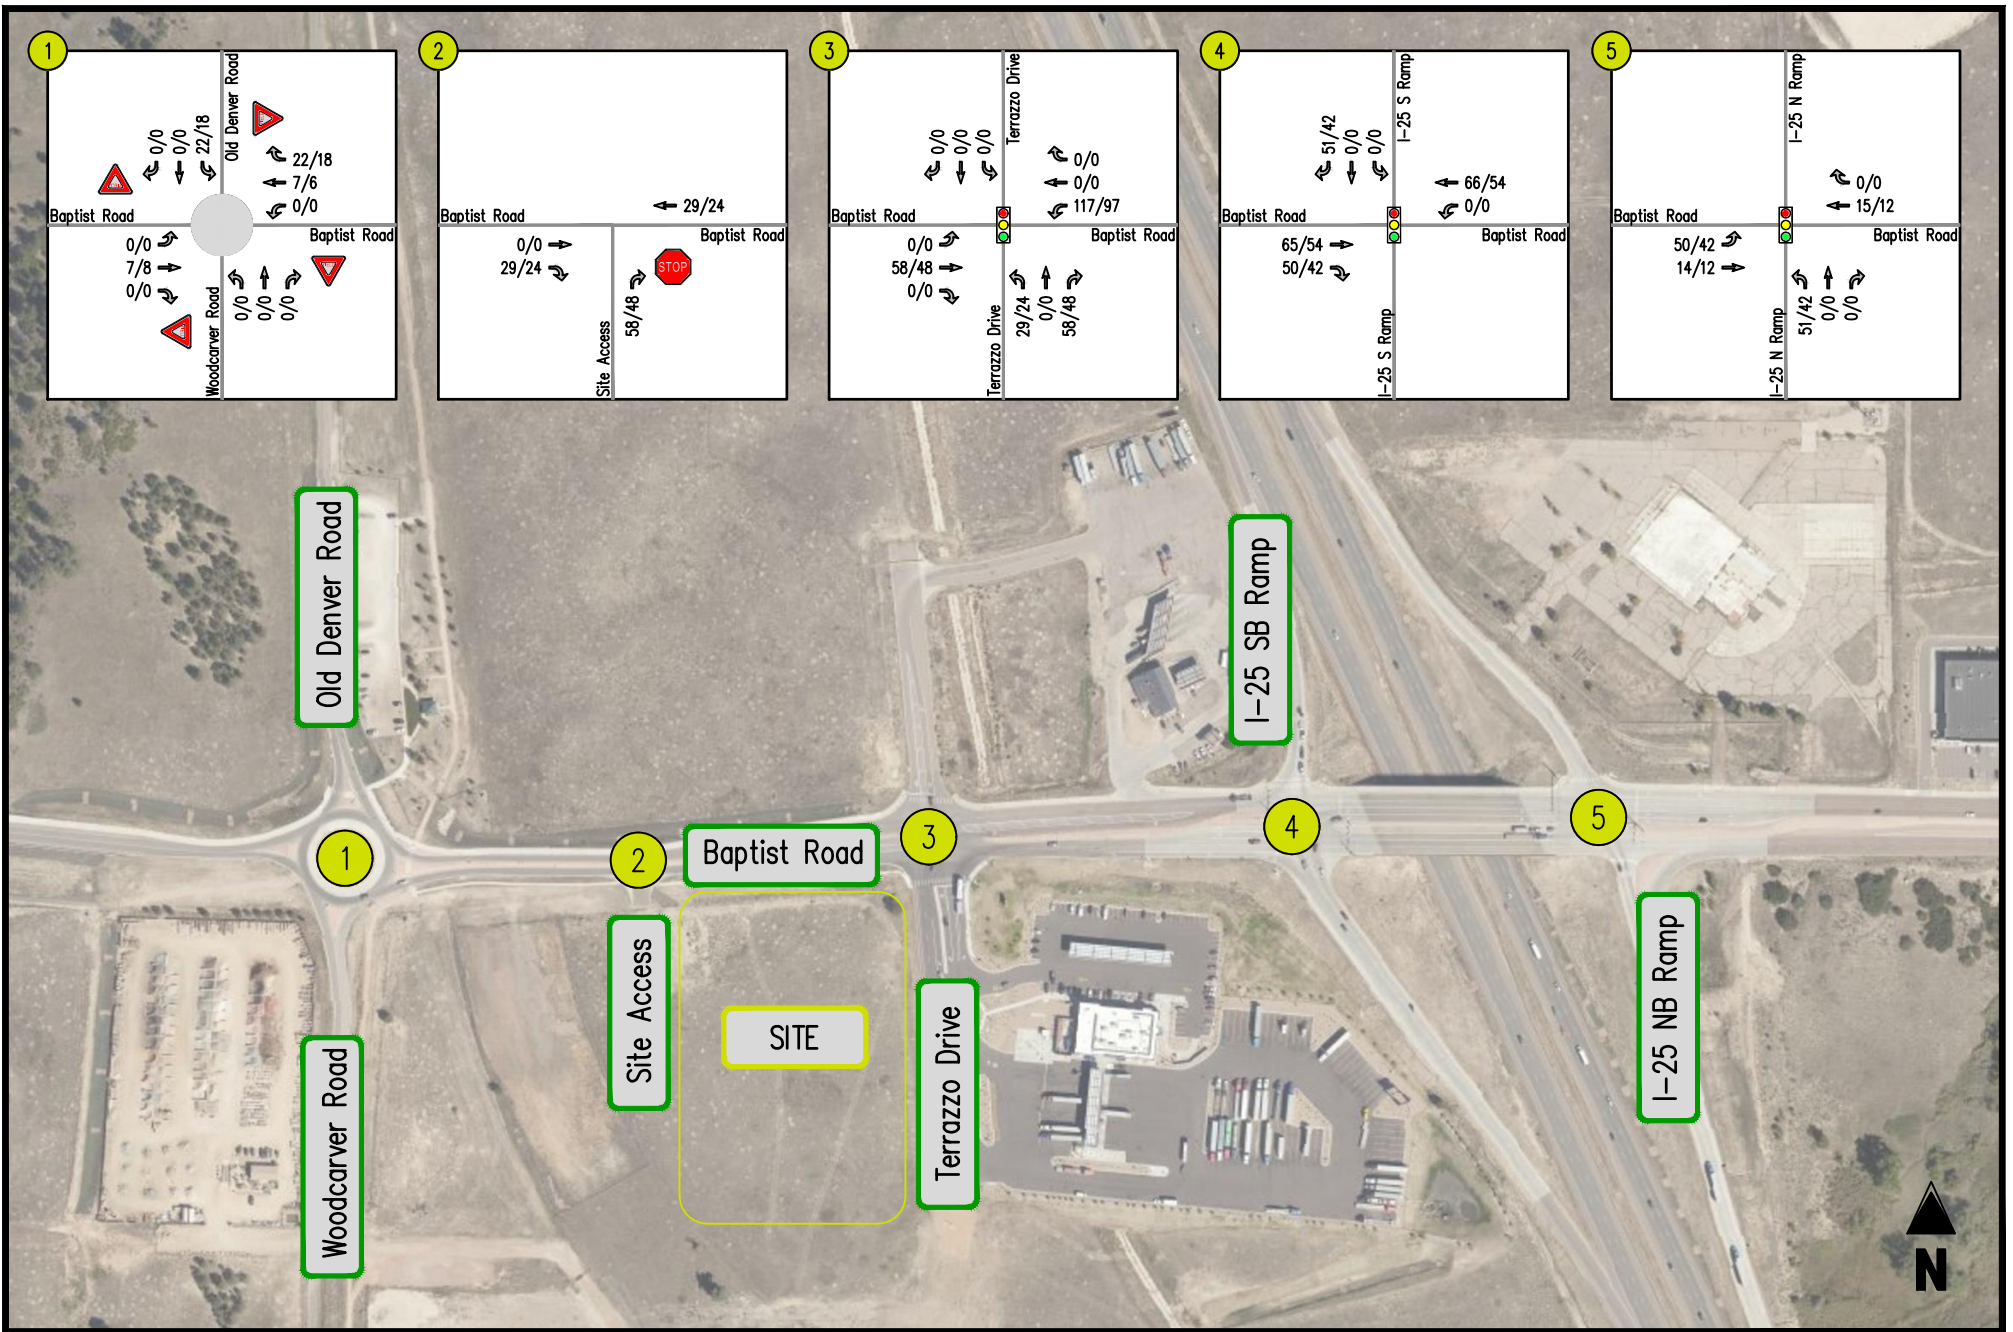 1
Old Denver Road
0/0
0/0
22/18
22/18
7/6
0/0
Baptist Road
Baptist Road
0/0
7/8
0/0
0/0
0/0
0/0
Woodcarver Road
2
29/24
Baptist Road
Baptist Road
0/0
29/24
STOP
58/48
Site Access
3
Terrazzo Drive
0/0
0/0
0/0
0/0
0/0
117/97
Baptist Road
Baptist Road
0/0
58/48
0/0
29/24
0/0
58/48
Terrazzo Drive
4
I-25 S Ramp
51/42
0/0
0/0
66/54
0/0
Baptist Road
Baptist Road
65/54
50/42
I-25 S Ramp
5
I-25 N Ramp
0/0
15/12
Baptist Road
Baptist Road
50/42
14/12
51/42
0/0
0/0
I-25 N Ramp
Old Denver Road
I-25 SB Ramp
1
2
Baptist Road
3
4
5
Site Access
SITE
Terrazzo Drive
I-25 NB Ramp
Woodcarver Road
N